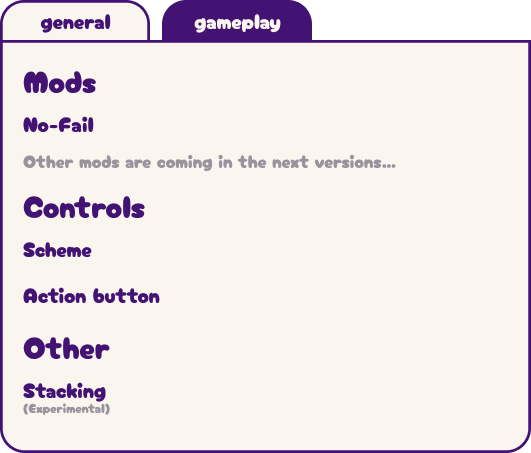 general
gameplay
Mods
No-Fail
Other mods are coming in the next versions...
Controls
Scheme
Action button
Other
Stacking
(Experimental)